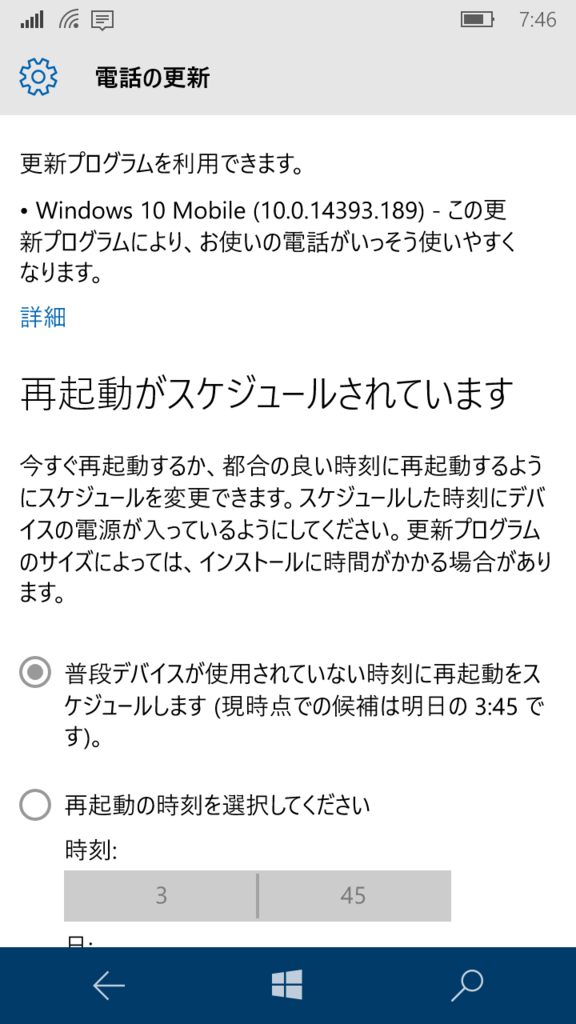 7:46
電話の更新
更新プログラムを利用できます。
• Windows 10 Mobile (10.0.14393.189) - この更
新プログラムにより、お使いの電話がいっそう使いやすく
なります。
詳細
再起動がスケジュールされています
今すぐ再起動するか、都合の良い時刻に再起動するよう
にスケジュールを変更できます。スケジュールした時刻にデバ
イスの電源が入っているようにしてください。更新プログラム
のサイズによっては、インストールに時間がかかる場合があり
ます。
普段デバイスが使用されていない時刻に再起動をス
ケジュールします (現時点での候補は明日の 3:45 で
す)。
再起動の時刻を選択してください
時刻:
3 45
日: